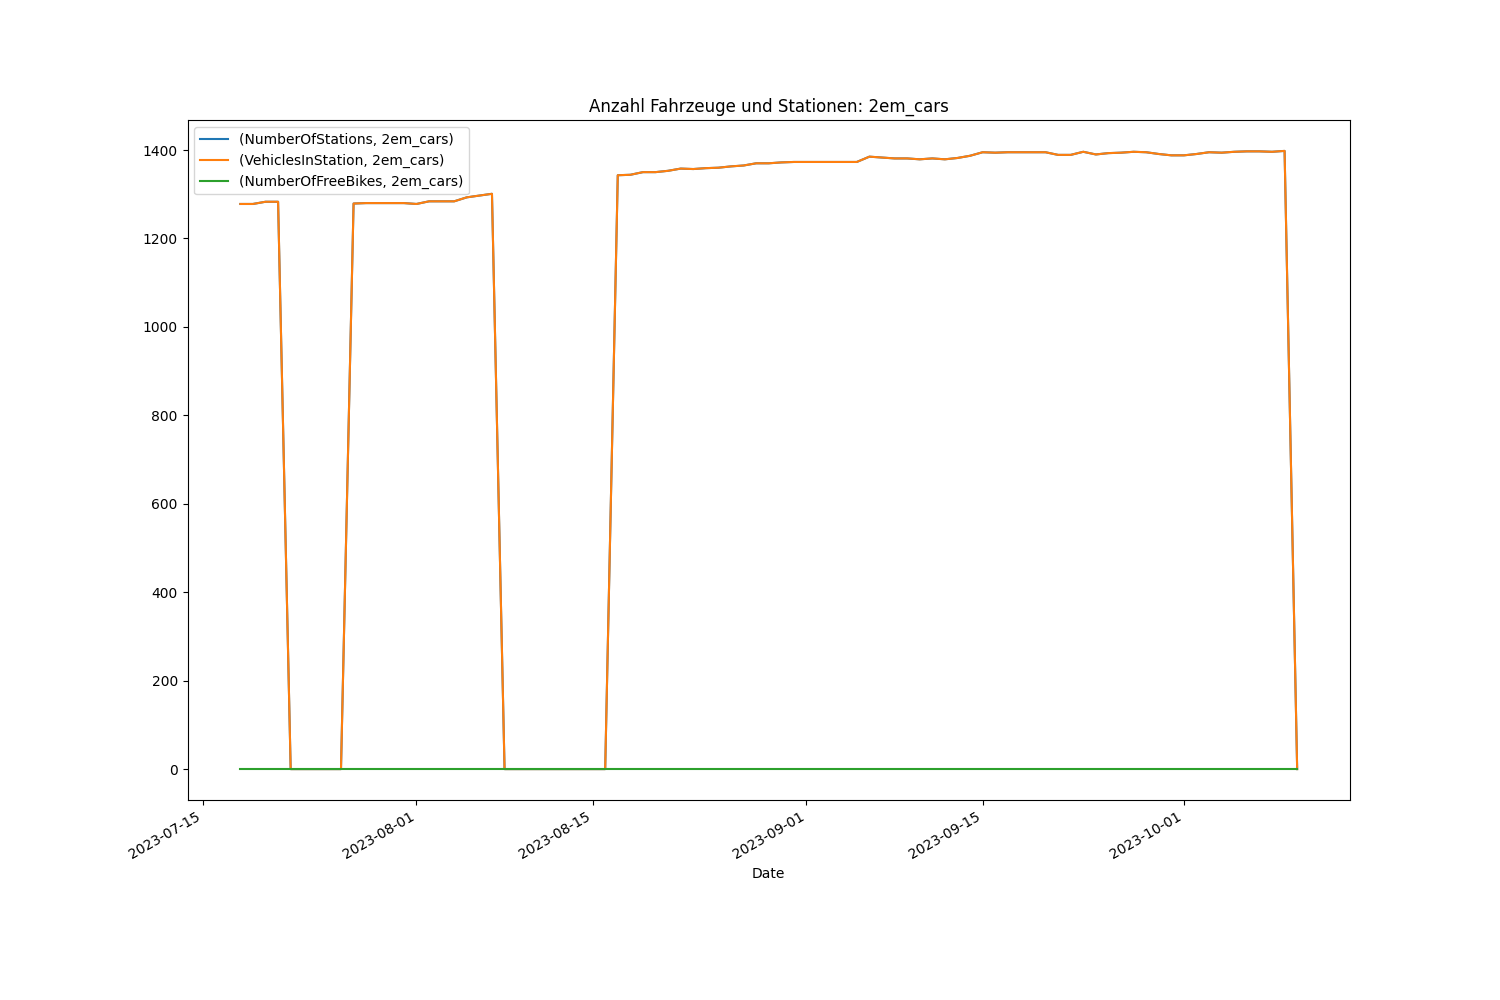 Anzahl Fahrzeuge und Stationen: 2em_cars
(NumberOfStations, 2em_cars)
(VehiclesInStation, 2em_cars)
(NumberOfFreeBikes, 2em_cars)
1400
1200
1000
800
600
400
200
0
2023-07-15
2023-08-01
2023-08-15
2023-09-01
2023-09-15
2023-10-01
Date